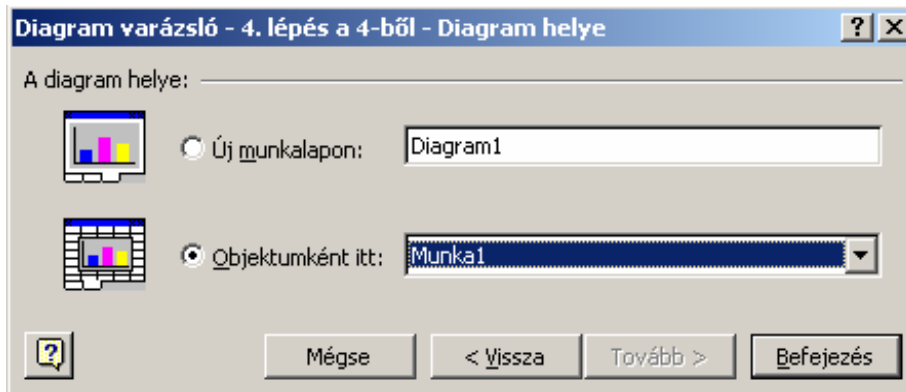 Diagram varázsló - 4. lépés a 4-ből - Diagram helye
A diagram helye:
Új munkalapon: Diagram1
Objektumként itt: Munka1
Mégse < Vissza Tovább > Befejezés